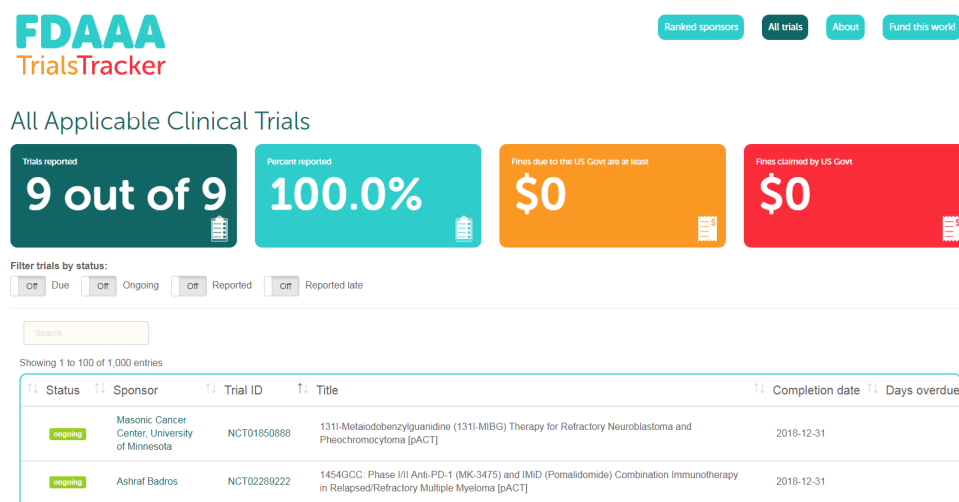 FDAAA
TrialsTracker
Ranked sponsors
All trials
About
Fund this work!
All Applicable Clinical Trials
Trials reported
9 out of 9
Percent reported
100.0%
Fines due to the US Govt are at least
$0
Fines claimed by US Govt
$0
Filter trials by status:
Off Due Off Ongoing Off Reported Off Reported late
Search
Showing 1 to 100 of 1,000 entries
Status Sponsor Trial ID Title Completion date Days overdue
ongoing
Masonic Cancer
Center, University
of Minnesota
NCT01850888
131I-Metaiodobenzylguanidine (131I-MIBG) Therapy for Refractory Neuroblastoma and
Pheochromocytoma [pACT]
2018-12-31
ongoing
Ashraf Badros
NCT02289222
1454GCC: Phase I/II Anti-PD-1 (MK-3475) and IMiD (Pomalidomide) Combination Immunotherapy
in Relapsed/Refractory Multiple Myeloma [pACT]
2018-12-31